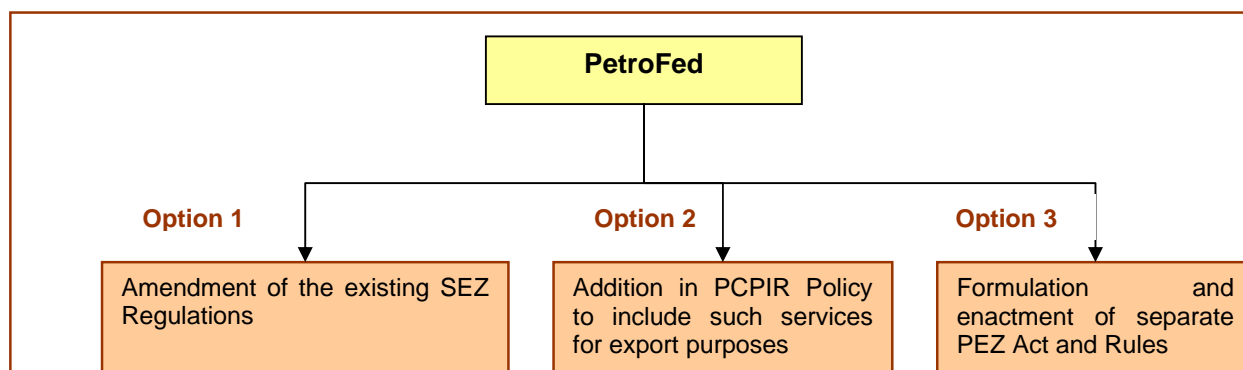 PetroFed
Option 1
Option 2
Option 3
Amendment of the existing SEZ
Regulations
Addition in PCPIR Policy
to include such services
for export purposes
Formulation and
enactment of separate
PEZ Act and Rules